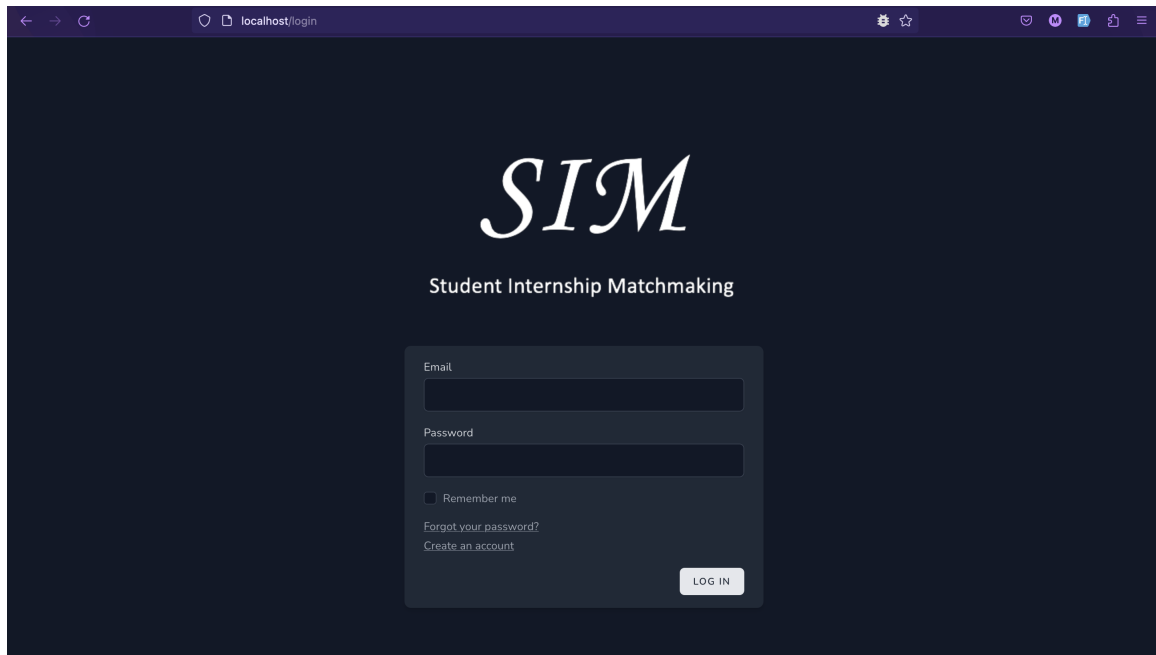 localhost/login
SIM
Student Internship Matchmaking
Email
Password
Remember me
Forgot your password?
Create an account
LOG IN